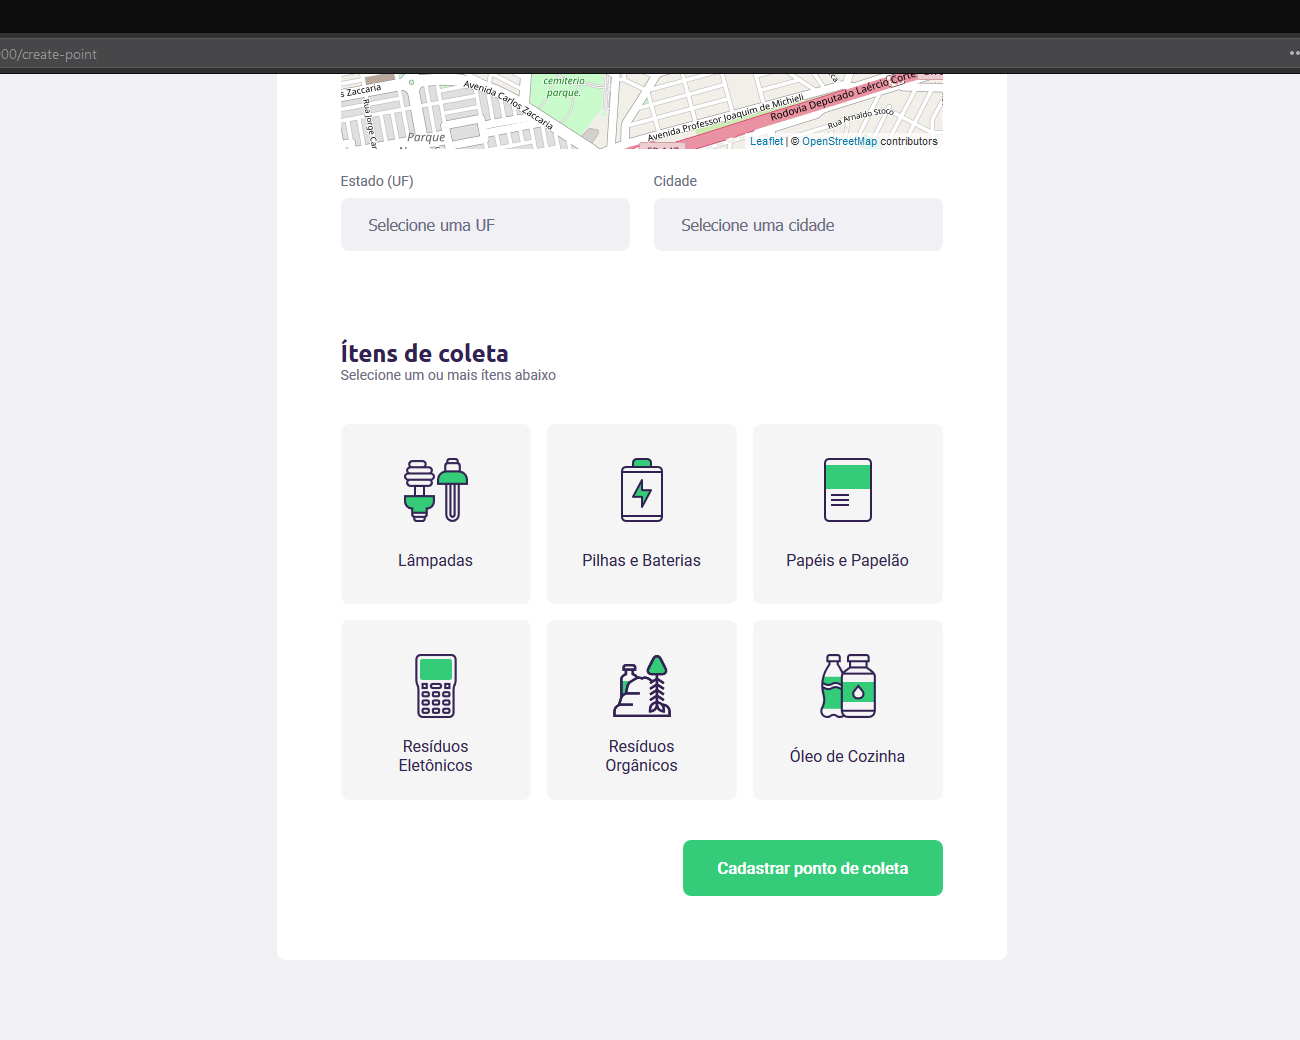 00/create-point
cemiterio
parque.
s Zaccaria
Avenida Carlos Zaccaria
Rua Jorge Car
Parque
Avenida Professor Joaquim de Michieli
Rodovia Deputado Laércio Corte
Rua Arnaldo Stoco
Leaflet | © OpenStreetMap contributors
Estado (UF)
Cidade
Selecione uma UF
Selecione uma cidade
Ítens de coleta
Selecione um ou mais ítens abaixo
Lâmpadas
Pilhas e Baterias
Papéis e Papelão
Resíduos
Eletônicos
Resíduos
Orgânicos
Óleo de Cozinha
Cadastrar ponto de coleta